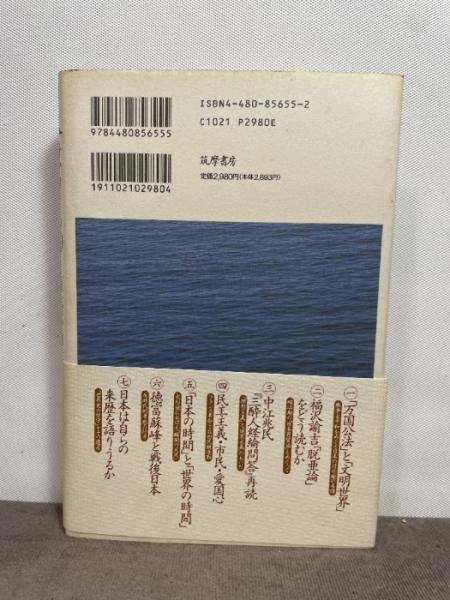 ISBN4-480-85655-2
C1021 P2980E
9784480856555
筑摩書房
定価2,980円(本体2,893円)
1911021029804
一 「万国公法」と「文明世界」
二 福沢諭吉「脱亜論」
をどう読むか
三 中江兆民
『三酔人経綸問答』再読
四 民主主義・市民・愛国心
五 「日本の時間」と「世界の時間」
六 徳富蘇峰と戦後日本
七 日本は自らの
来歴を語りうるか